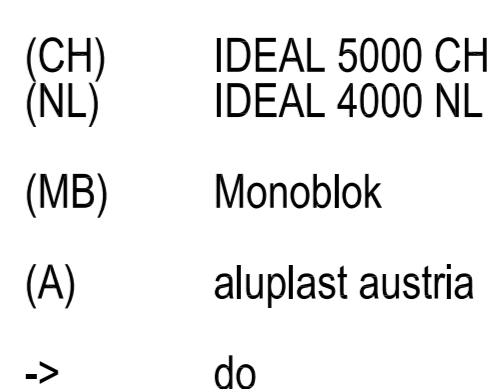 (CH) IDEAL 5000 CH
(NL) IDEAL 4000 NL
(MB) Monoblok
(A) aluplast austria
-> do